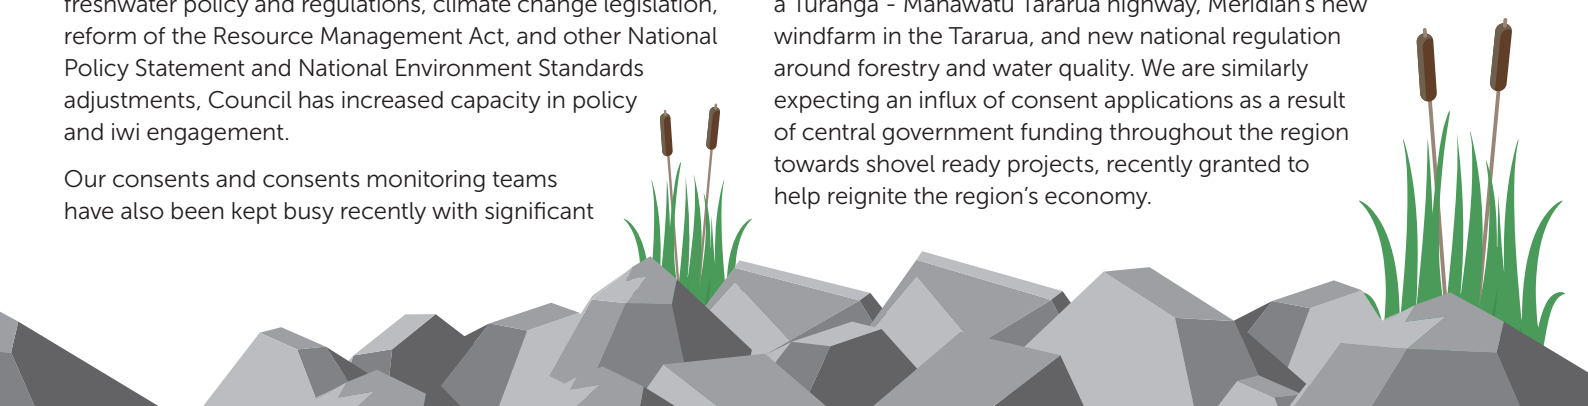 freshwater policy and regulations, climate change legislation,
reform of the Resource Management Act, and other National
Policy Statement and National Environment Standards
adjustments, Council has increased capacity in policy
and iwi engagement.
Our consents and consents monitoring teams
have also been kept busy recently with significant
a Turanga - Manawatu Tararua highway, Meridian's new
windfarm in the Tararua, and new national regulation
around forestry and water quality. We are similarly
expecting an influx of consent applications as a result
of central government funding throughout the region
towards shovel ready projects, recently granted to
help reignite the region's economy.